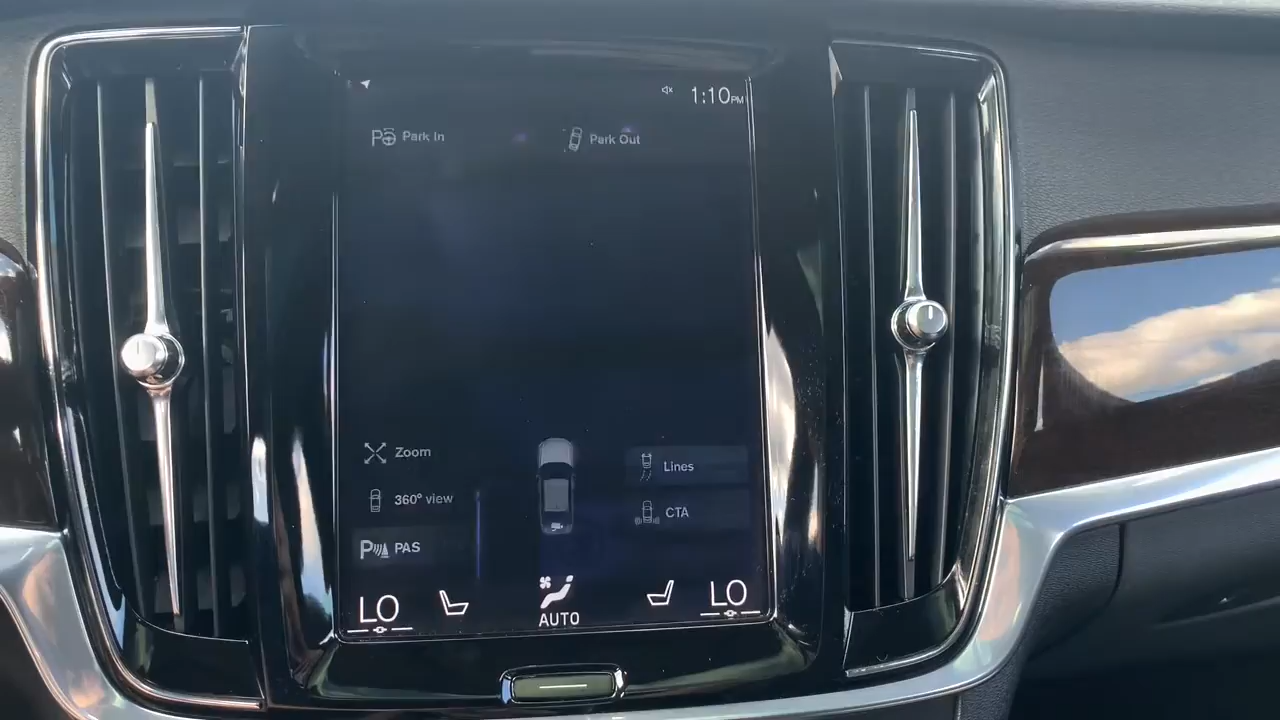 1:10PM
Park In
Park Out
Zoom
Lines
360° view
CTA
PAS
LO
AUTO
LO